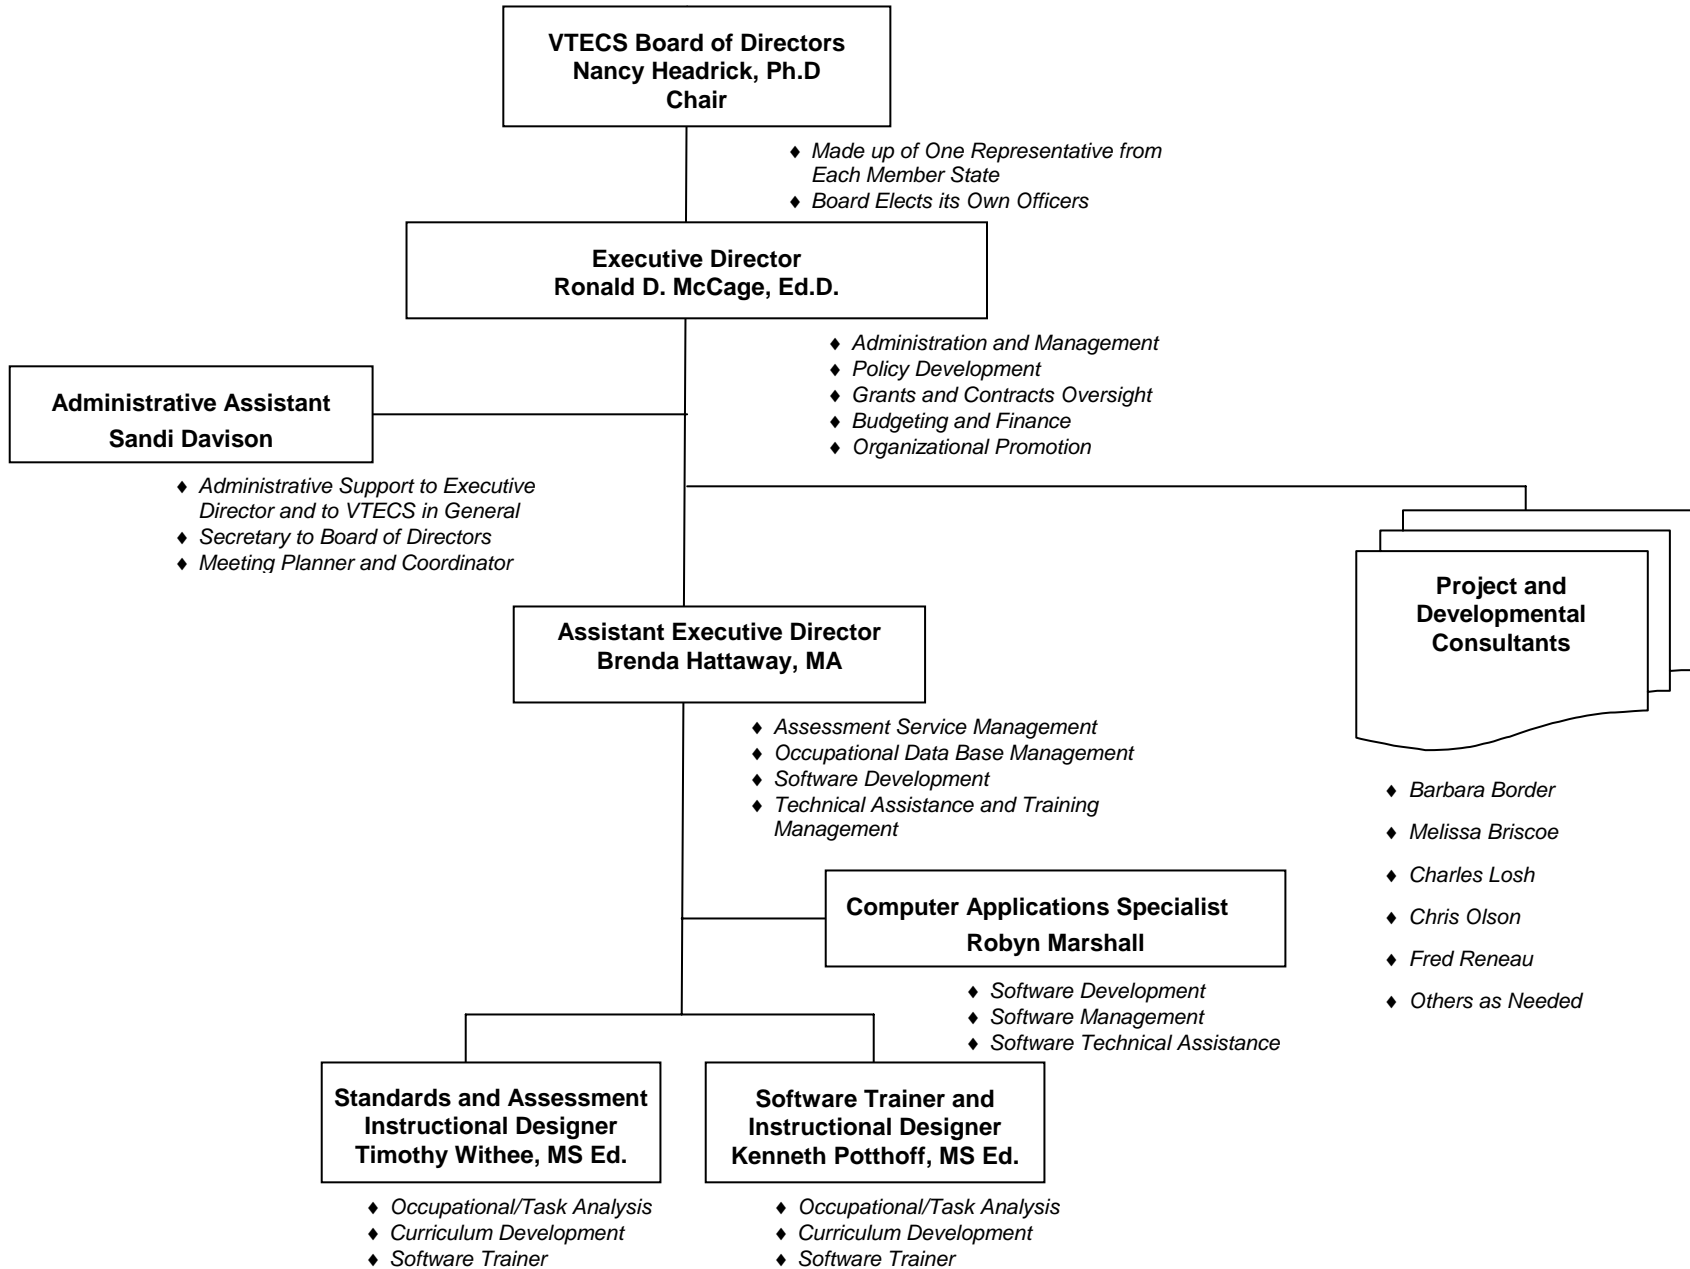 VTECS Board of Directors
Nancy Headrick, Ph.D
Chair
♦ Made up of One Representative from
Each Member State
♦ Board Elects its Own Officers
Executive Director
Ronald D. McCage, Ed.D.
♦ Administration and Management
♦ Policy Development
♦ Grants and Contracts Oversight
♦ Budgeting and Finance
♦ Organizational Promotion
Administrative Assistant
Sandi Davison
♦ Administrative Support to Executive
Director and to VTECS in General
♦ Secretary to Board of Directors
♦ Meeting Planner and Coordinator
Project and
Developmental
Consultants
♦ Barbara Border
♦ Melissa Briscoe
♦ Charles Losh
♦ Chris Olson
♦ Fred Reneau
♦ Others as Needed
Assistant Executive Director
Brenda Hattaway, MA
♦ Assessment Service Management
♦ Occupational Data Base Management
♦ Software Development
♦ Technical Assistance and Training
Management
Computer Applications Specialist
Robyn Marshall
♦ Software Development
♦ Software Management
♦ Software Technical Assistance
Standards and Assessment
Instructional Designer
Timothy Withee, MS Ed.
♦ Occupational/Task Analysis
♦ Curriculum Development
♦ Software Trainer
Software Trainer and
Instructional Designer
Kenneth Potthoff, MS Ed.
♦ Occupational/Task Analysis
♦ Curriculum Development
♦ Software Trainer